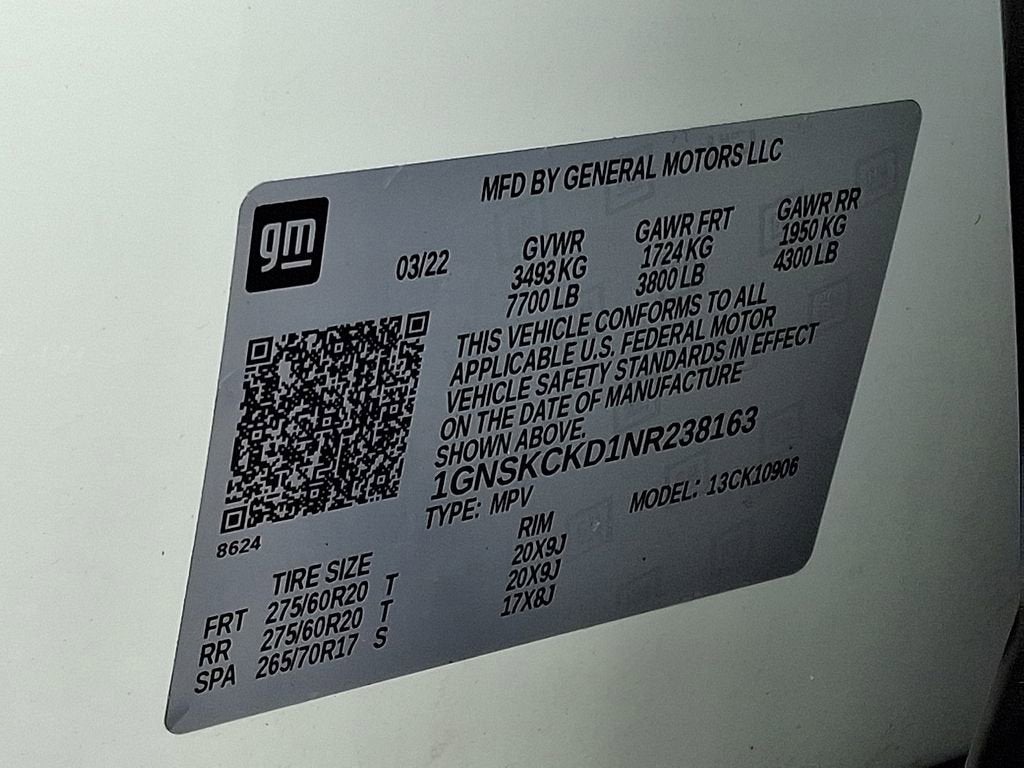 MFD BY GENERAL MOTORS LLC
gm
03/22
GVWR
3493 KG
7700 LB
GAWR FRT
1724 KG
3800 LB
GAWR RR
1950 KG
4300 LB
THIS VEHICLE CONFORMS TO ALL
APPLICABLE U.S. FEDERAL MOTOR
VEHICLE SAFETY STANDARDS IN EFFECT
ON THE DATE OF MANUFACTURE
SHOWN ABOVE.
1GNSKCKD1NR238163
TYPE: MPV MODEL: 13CK10906
8624
TIRE SIZE RIM
FRT 275/60R20 T 20X9J
RR 275/60R20 T 20X9J
SPA 265/70R17 S 17X8J